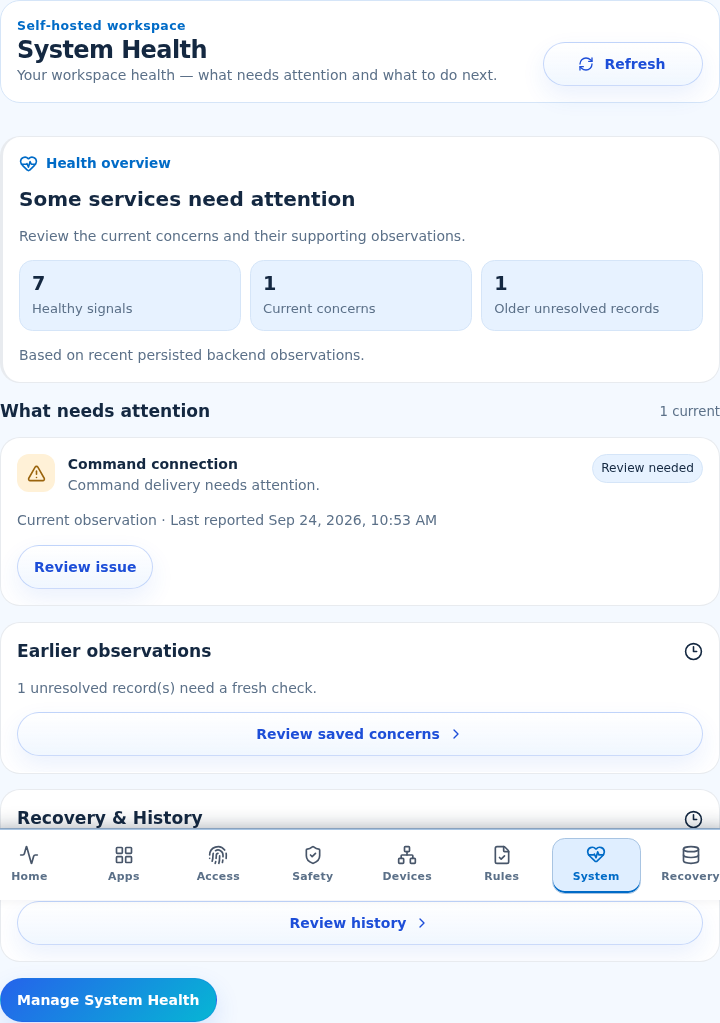 Self-hosted workspace
System Health
Your workspace health — what needs attention and what to do next.
Refresh
Health overview
Some services need attention
Review the current concerns and their supporting observations.
7
Healthy signals
1
Current concerns
1
Older unresolved records
Based on recent persisted backend observations.
What needs attention
1 current
Command connection
Command delivery needs attention.
Review needed
Current observation · Last reported Sep 24, 2026, 10:53 AM
Review issue
Earlier observations
1 unresolved record(s) need a fresh check.
Review saved concerns
Recovery & History
Home
Apps
Access
Safety
Devices
Rules
System
Recovery
Review history
Manage System Health